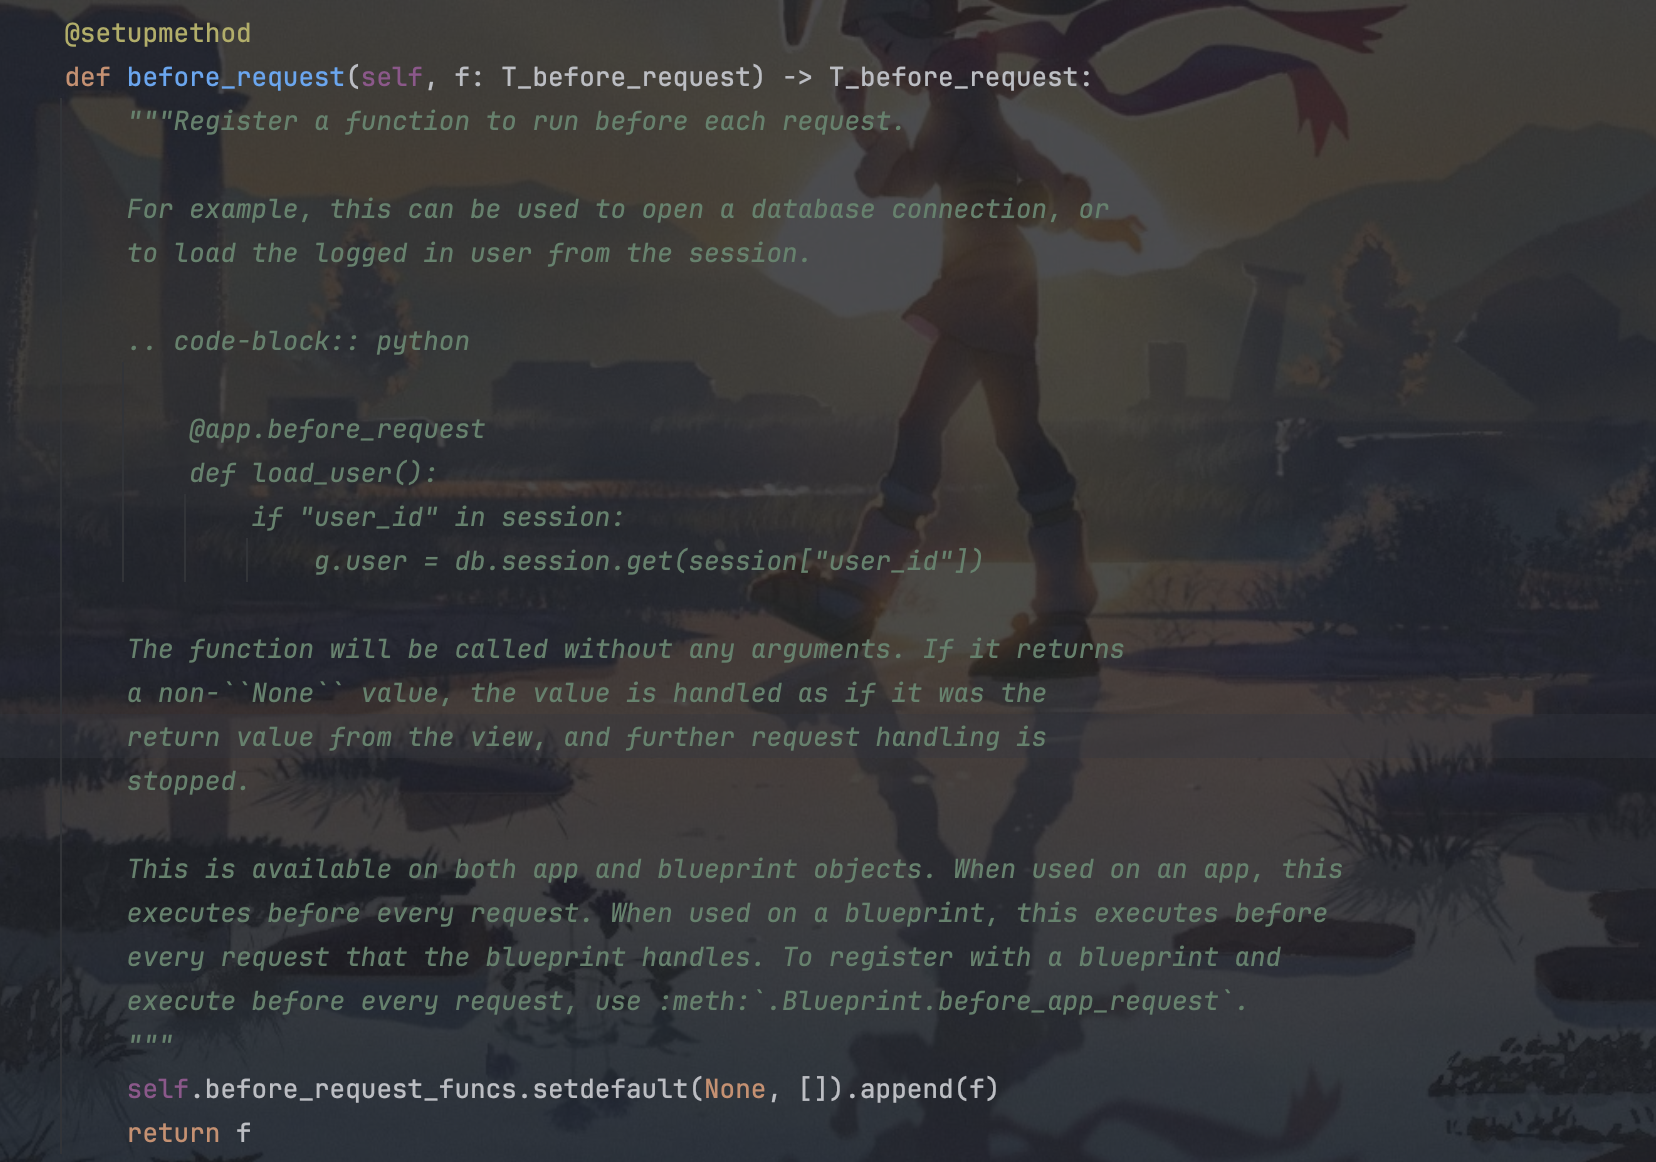 @setupmethod
def before_request(self, f: T_before_request) -> T_before_request:
    """Register a function to run before each request.

    For example, this can be used to open a database connection, or
    to load the logged in user from the session.

    .. code-block:: python

        @app.before_request
        def load_user():
            if "user_id" in session:
                g.user = db.session.get(session["user_id"])

    The function will be called without any arguments. If it returns
    a non-``None`` value, the value is handled as if it was the
    return value from the view, and further request handling is
    stopped.

    This is available on both app and blueprint objects. When used on an app, this
    executes before every request. When used on a blueprint, this executes before
    every request that the blueprint handles. To register with a blueprint and
    execute before every request, use :meth:`.Blueprint.before_app_request`.
    """
    self.before_request_funcs.setdefault(None, []).append(f)
    return f